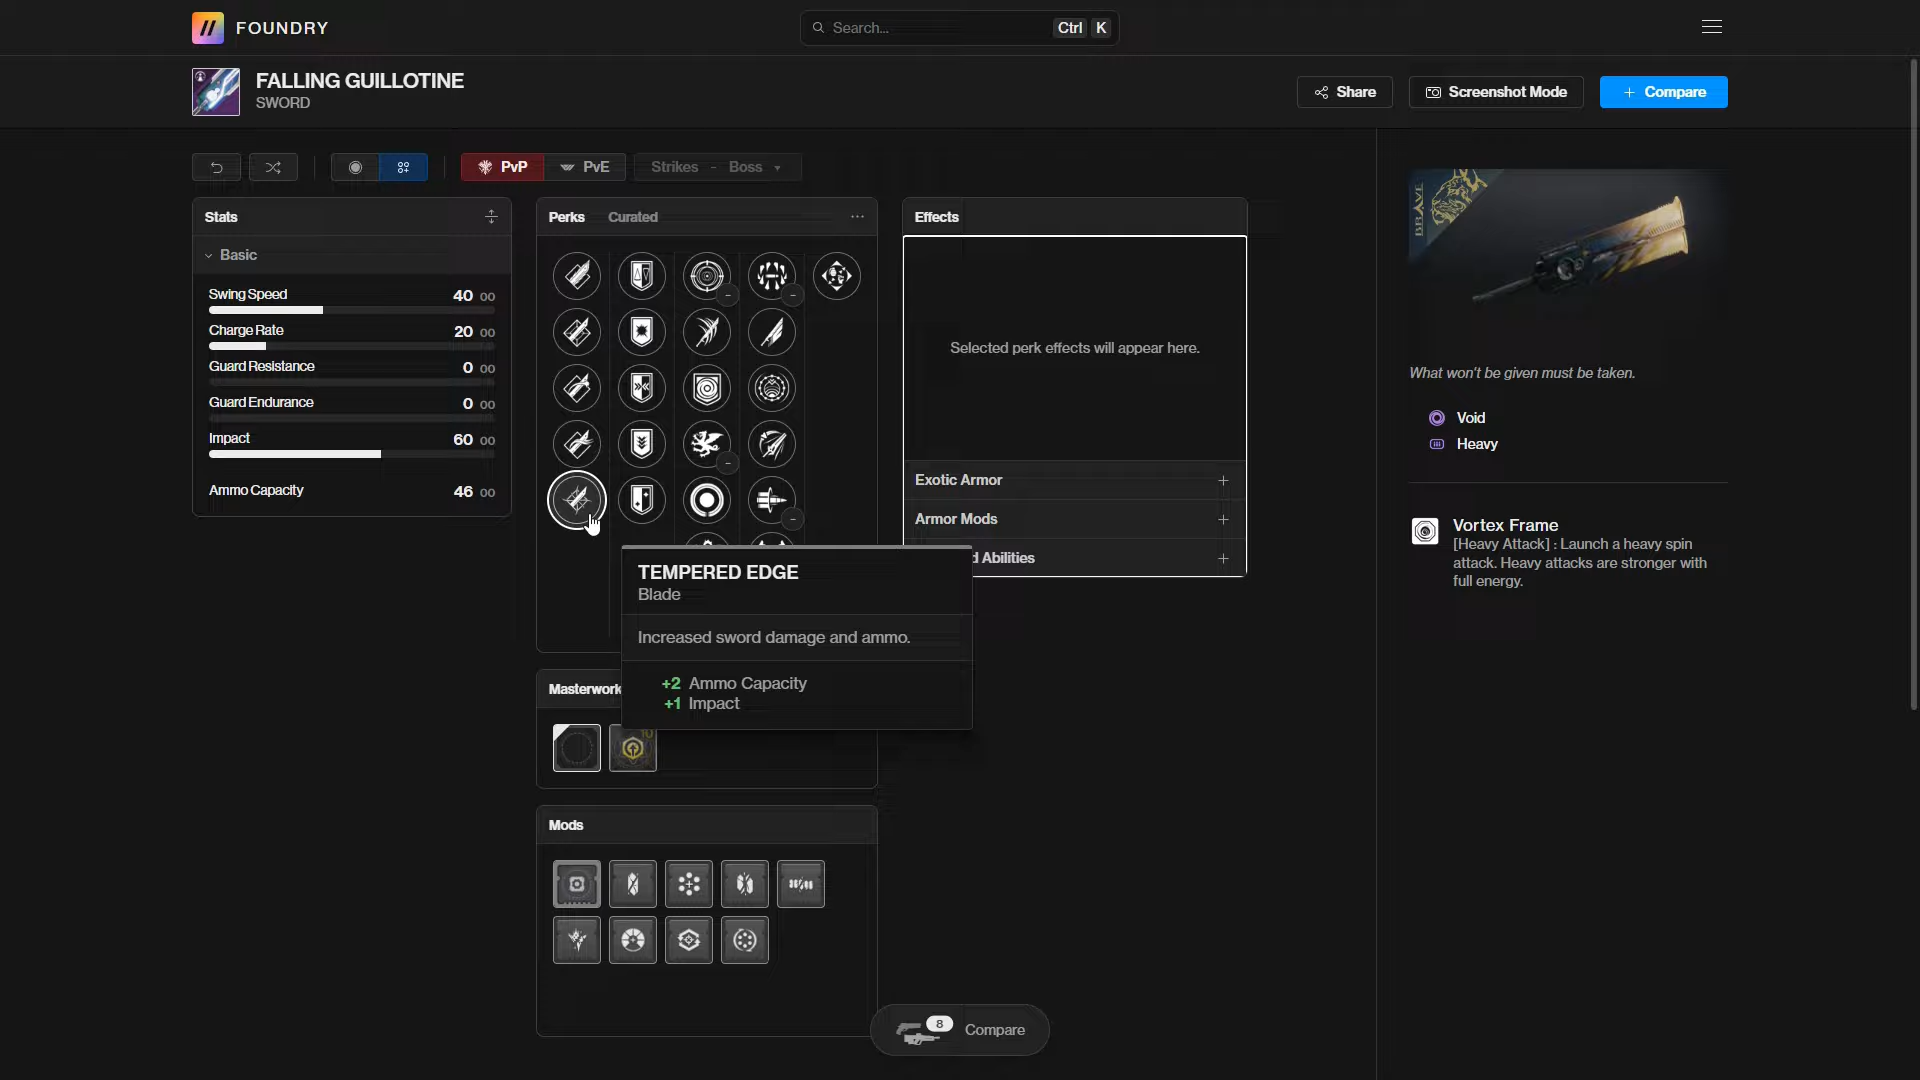 FOUNDRY
Search...
Ctrl K
FALLING GUILLOTINE
SWORD
Share
Screenshot Mode
Compare
PvP
PvE
Strikes - Boss
Stats
Basic
Swing Speed 40
Charge Rate 20
Guard Resistance 0
Guard Endurance 0
Impact 60
Ammo Capacity 46
Perks Curated
TEMPERED EDGE
Blade
Increased sword damage and ammo.
+2 Ammo Capacity
+1 Impact
Masterwork
10
Mods
Effects
Selected perk effects will appear here.
Exotic Armor
Armor Mods
d Abilities
BRAVE
What won't be given must be taken.
Void
Heavy
Vortex Frame
[Heavy Attack] : Launch a heavy spin
attack. Heavy attacks are stronger with
full energy.
8 Compare